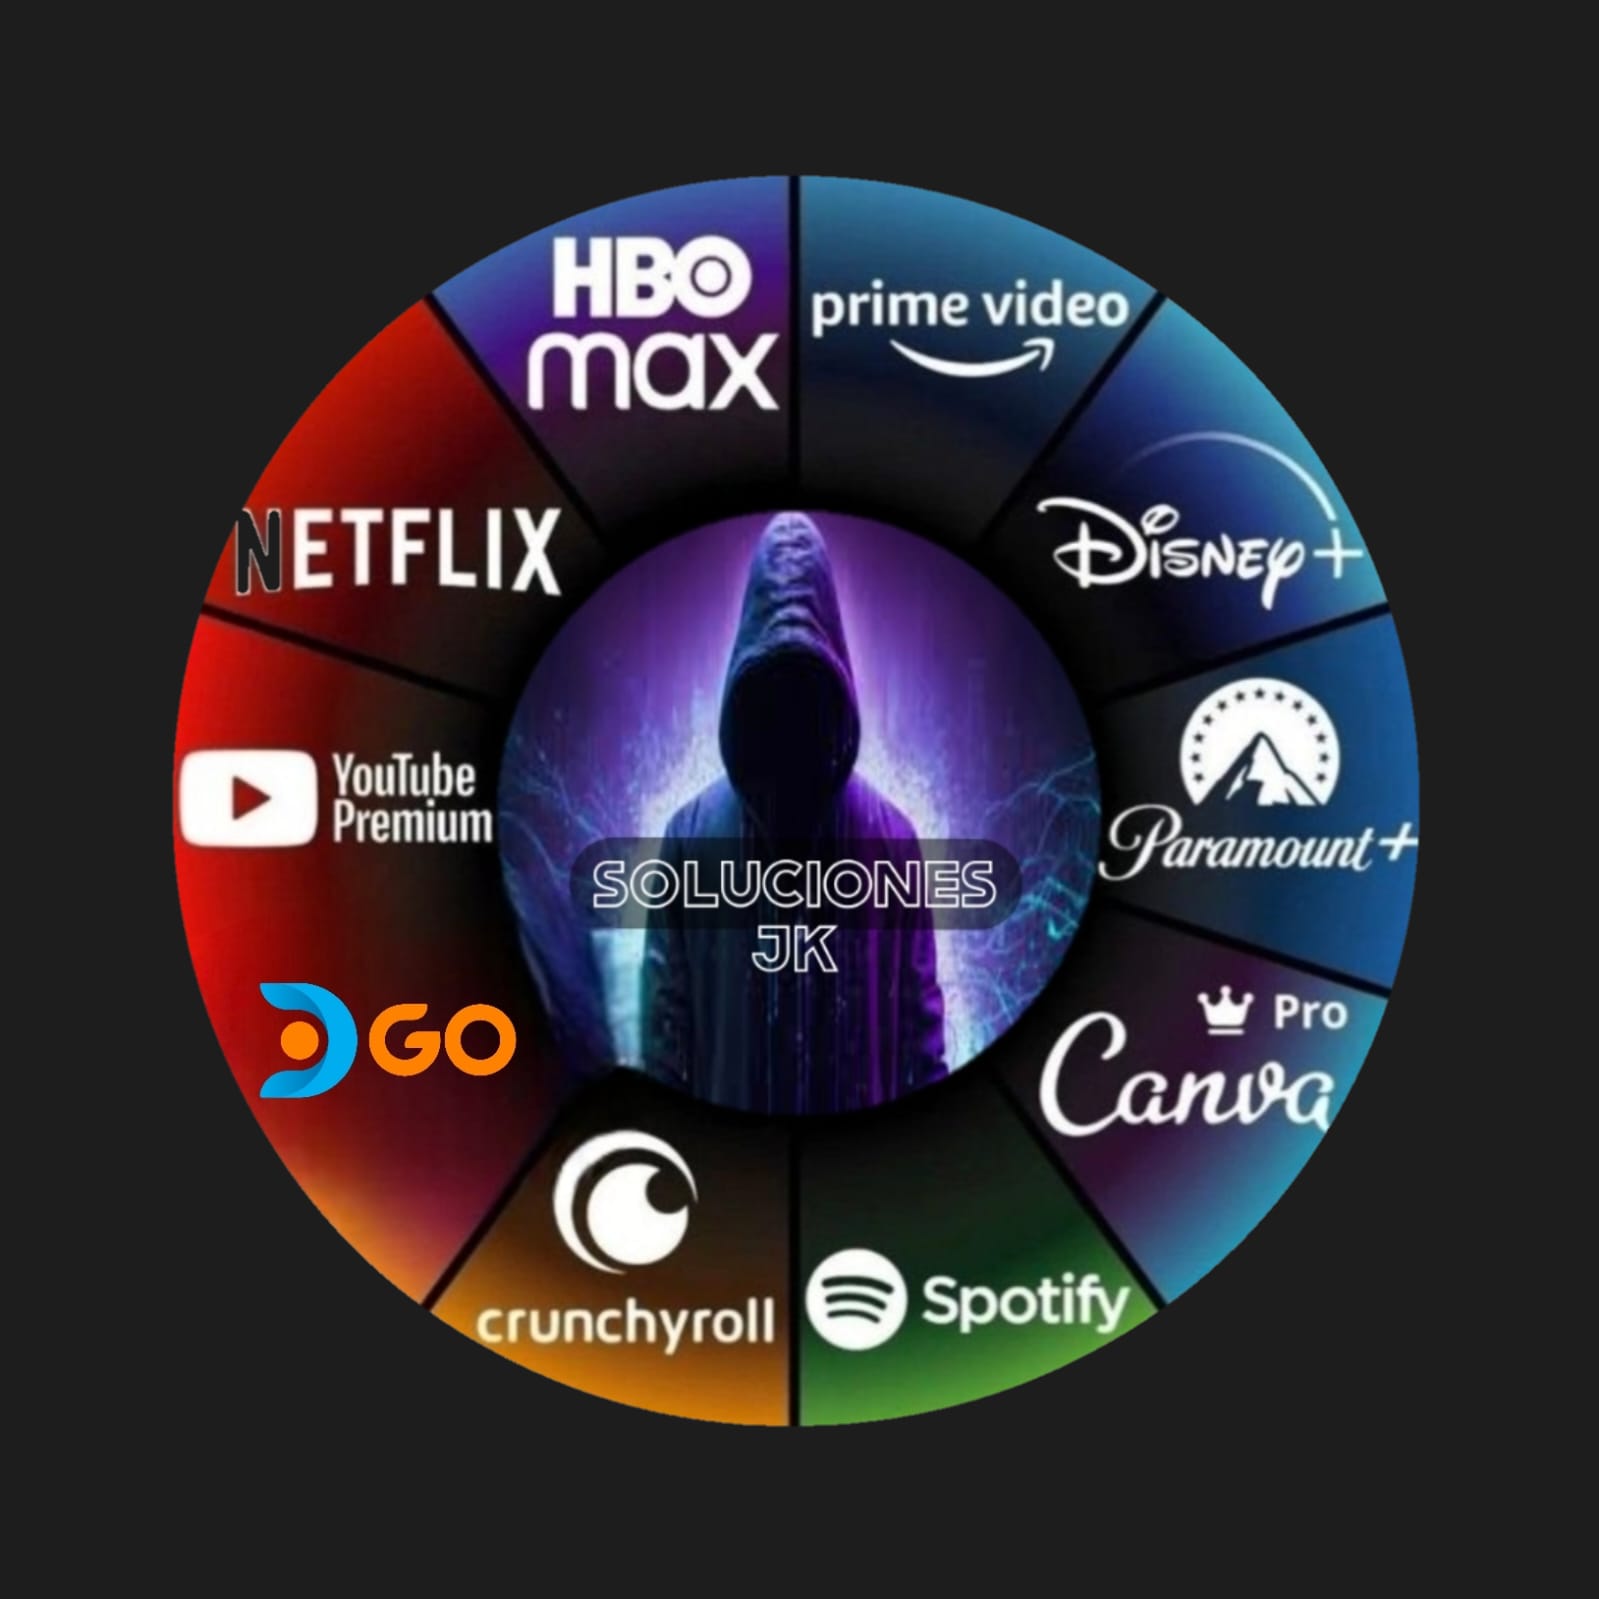 HBO
max
prime video
Disney+
Paramount+
Pro
Canva
Spotify
crunchyroll
GO
YouTube
Premium
NETFLIX
SOLUCIONES
JK